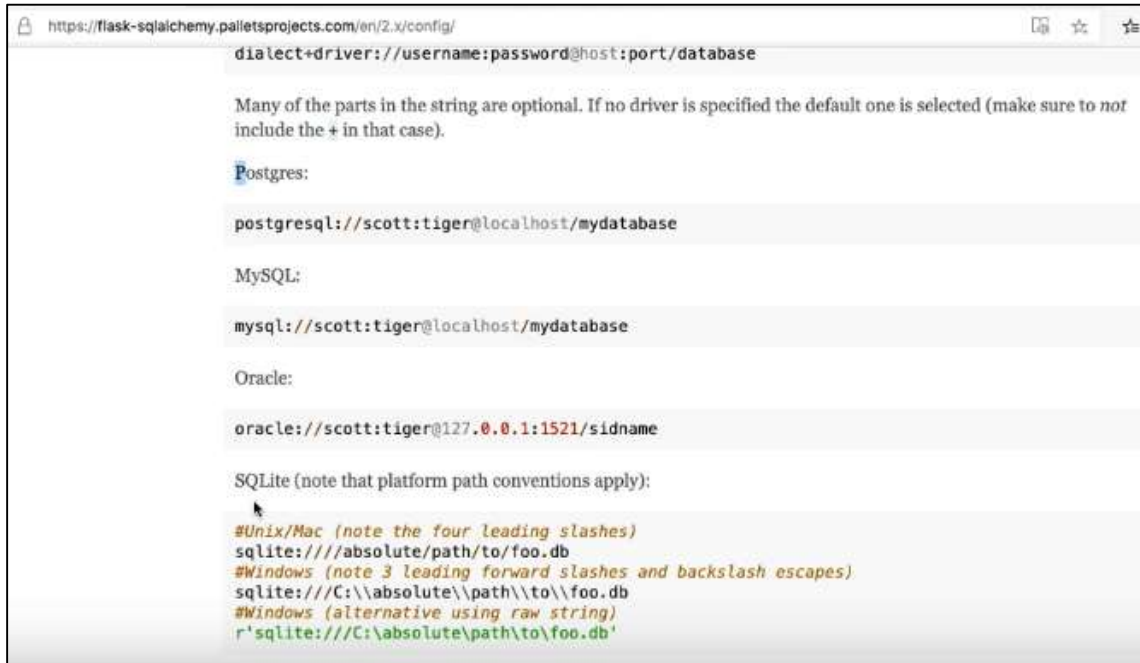 https://flask-sqlalchemy.palletsprojects.com/en/2.x/config/
dialect+driver://username:password@host:port/database
Many of the parts in the string are optional. If no driver is specified the default one is selected (make sure to not
include the + in that case).
Postgres:
postgresql://scott:tiger@localhost/mydatabase
MySQL:
mysql://scott:tiger@localhost/mydatabase
Oracle:
oracle://scott:tiger@127.0.0.1:1521/sidname
SQLite (note that platform path conventions apply):
#Unix/Mac (note the four leading slashes)
sqlite:////absolute/path/to/foo.db
#Windows (note 3 leading forward slashes and backslash escapes)
sqlite:///C:\\absolute\\path\\to\\foo.db
#Windows (alternative using raw string)
r'sqlite:///C:\absolute\path\to\foo.db'